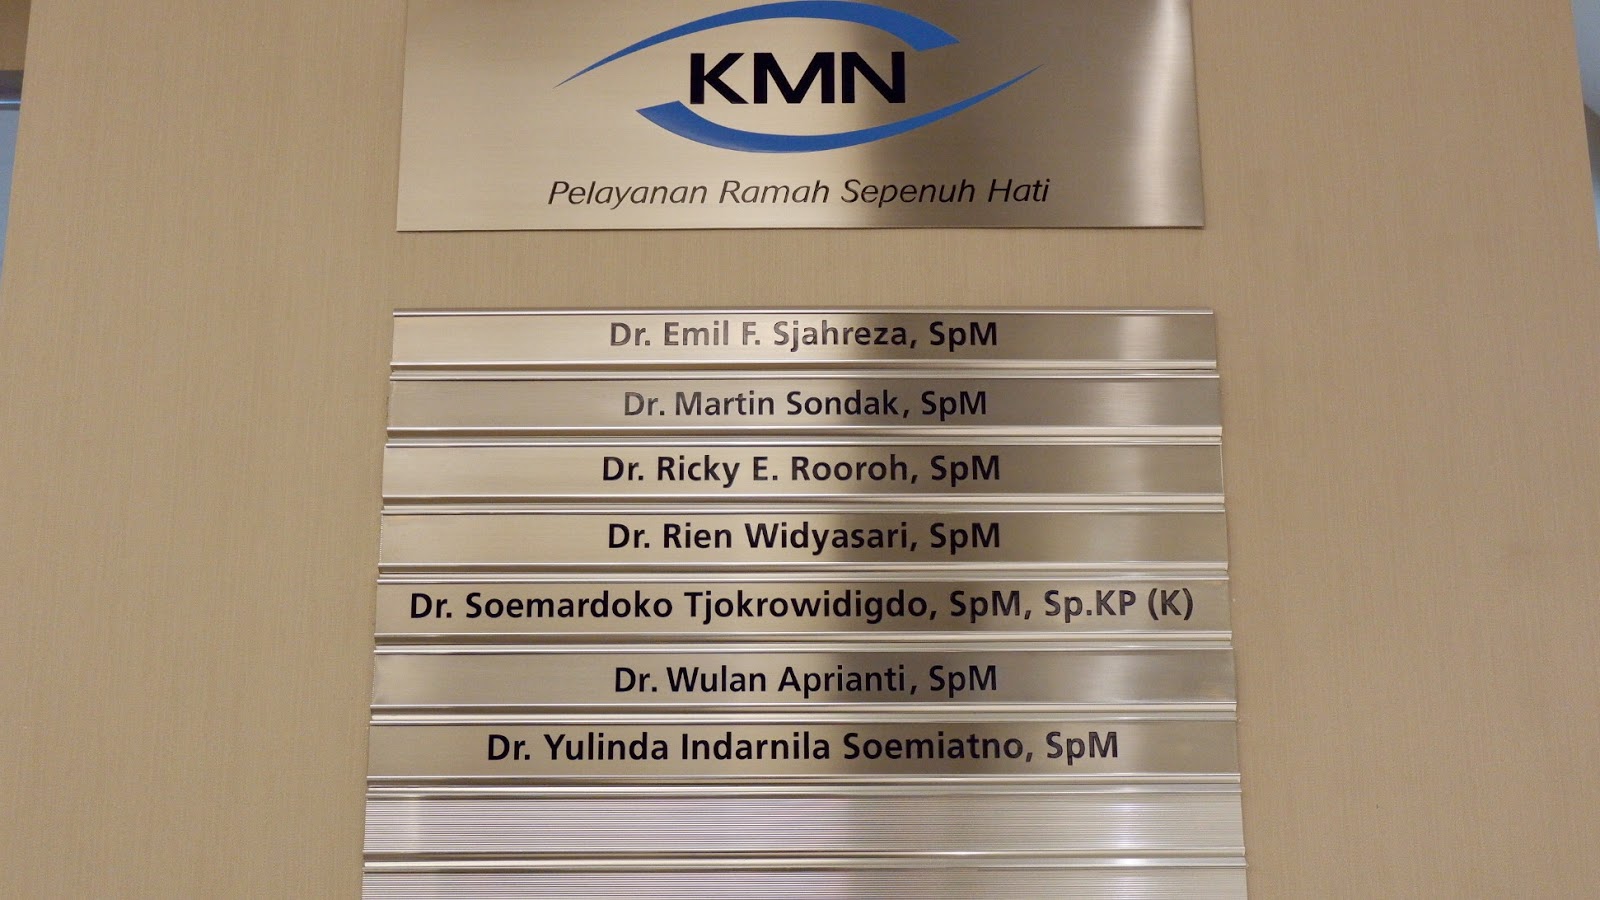 KMN
Pelayanan Ramah Sepenuh Hati
Dr. Emil F. Sjahreza, SpM
Dr. Martin Sondak, SpM
Dr. Ricky E. Rooroh, SpM
Dr. Rien Widyasari, SpM
Dr. Soemardoko Tjokrowidigdo, SpM, Sp.KP (K)
Dr. Wulan Aprianti, SpM
Dr. Yulinda Indarnila Soemiatno, SpM